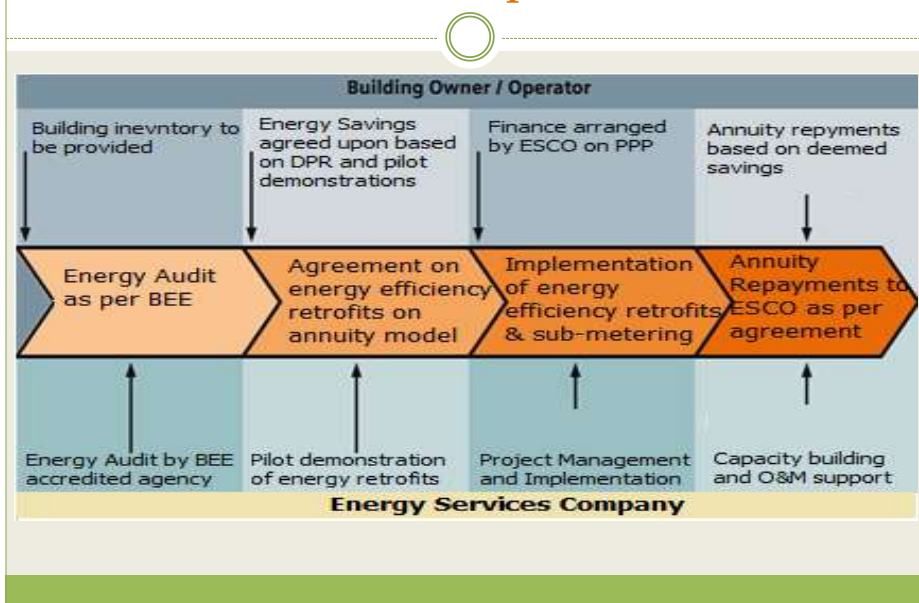 Building Owner / Operator
Building inevntory to
be provided
Energy Savings
agreed upon based
on DPR and pilot
demonstrations
Finance arranged
by ESCO on PPP
Annuity repyments
based on deemed
savings
Energy Audit
as per BEE
Agreement on
energy efficiency
retrofits on
annuity model
Implementation
of energy
efficiency retrofits
& sub-metering
Annuity
Repayments to
ESCO as per
agreement
Energy Audit by BEE
accredited agency
Pilot demonstration
of energy retrofits
Project Management
and Implementation
Capacity building
and O&M support
Energy Services Company